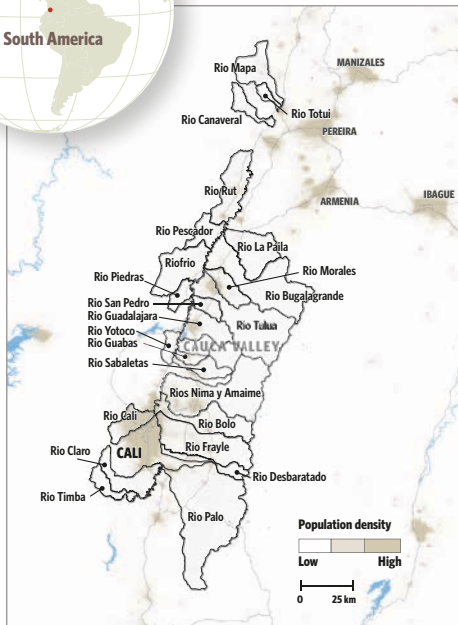 South America
Rio Mapa
MANIZALES
Rio Totui
Rio Canaveral
PEREIRA
Rio Rut
IBAGUE
ARMENIA
Rio Pescador
Rio La Paila
Riofrio
Rio Morales
Rio Piedras
Rio Bugalagrande
Rio San Pedro
Rio Guadalajara
Rio Tulua
Rio Yotoco
Rio Guabas
CAUCA VALLEY
Rio Sabaletas
Rios Nima y Amaime
Rio Cali
Rio Bolo
Rio Claro
CALI
Rio Frayle
Rio Desbaratado
Rio Timba
Rio Palo
Population density
Low High
0 25 km